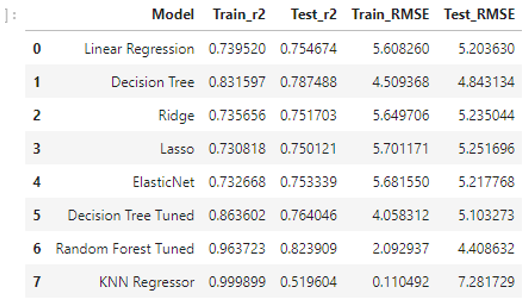 ]:
Model Train_r2 Test_r2 Train_RMSE Test_RMSE
0 Linear Regression 0.739520 0.754674 5.608260 5.203630
1 Decision Tree 0.831597 0.787488 4.509368 4.843134
2 Ridge 0.735656 0.751703 5.649706 5.235044
3 Lasso 0.730818 0.750121 5.701171 5.251696
4 ElasticNet 0.732668 0.753339 5.681550 5.217768
5 Decision Tree Tuned 0.863602 0.764046 4.058312 5.103273
6 Random Forest Tuned 0.963723 0.823909 2.092937 4.408632
7 KNN Regressor 0.999899 0.519604 0.110492 7.281729